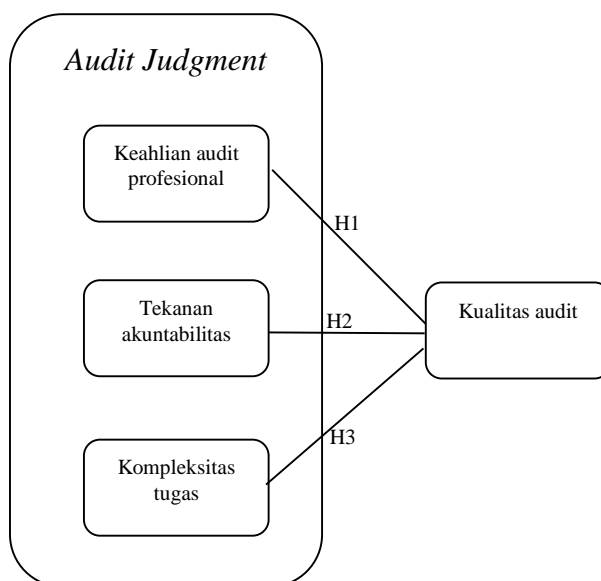 Audit Judgment
Keahlian audit
profesional
H1
Tekanan
akuntabilitas
H2
Kualitas audit
H3
Kompleksitas
tugas